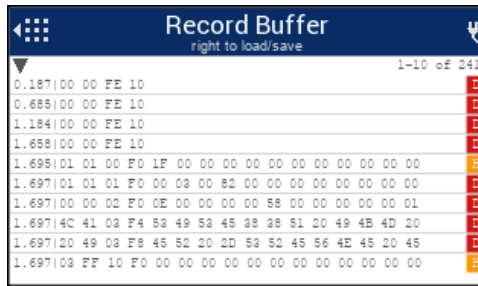 Record Buffer
right to load/save
1-10 of 241
0.187|00 00 FE 10
0.685|00 00 FE 10
1.184|00 00 FE 10
1.658|00 00 FE 10
1.695|01 01 00 F0 1F 00 00 00 00 00 00 00 00 00 00 00
1.697|01 01 01 F0 00 03 00 82 00 00 00 00 00 00 00 00
1.697|00 00 02 F0 0E 00 00 00 00 58 00 00 00 00 00 01
1.697|4C 41 03 F4 53 49 53 45 38 38 51 20 49 4B 4D 20
1.697|20 49 03 F8 45 52 20 2D 53 52 45 56 4E 45 20 45
1.697|03 FF 10 F0 00 00 00 00 00 00 00 00 00 00 00 00